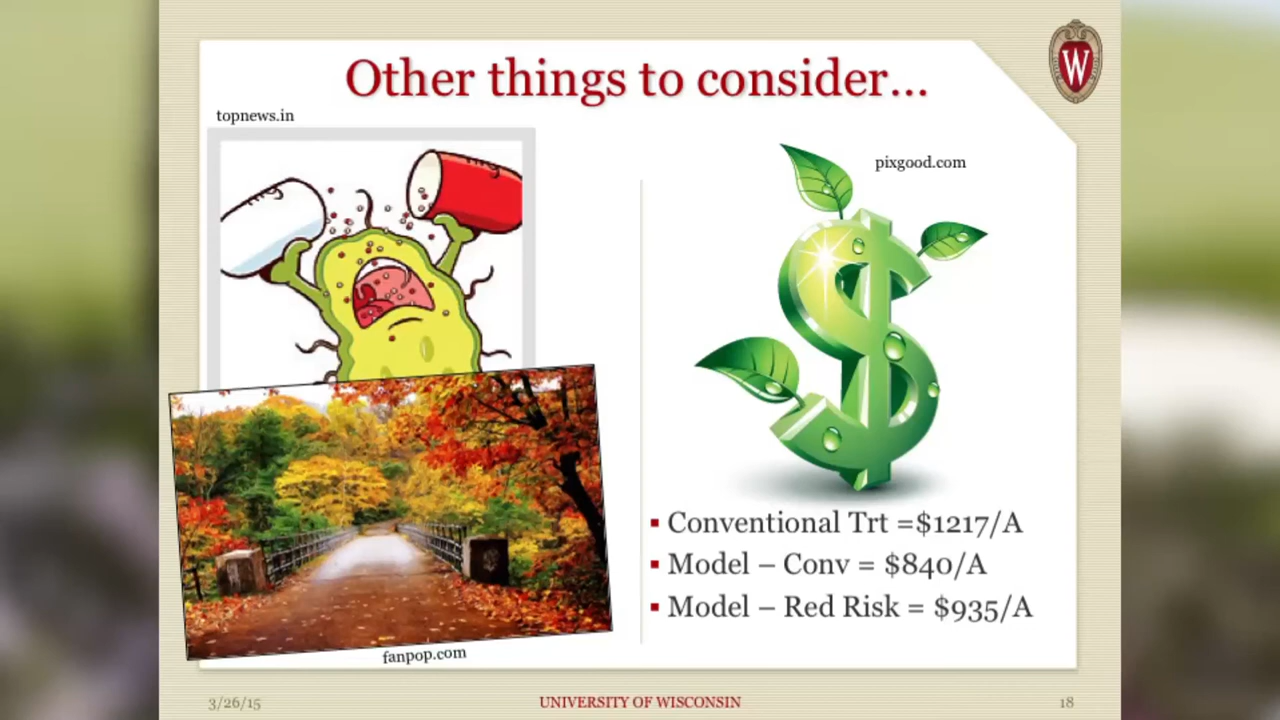 Other things to consider...
topnews.in
pixgood.com
W
▪ Conventional Trt =$1217/A
▪ Model – Conv = $840/A
▪ Model – Red Risk = $935/A
fanpop.com
3/26/15
UNIVERSITY OF WISCONSIN
18